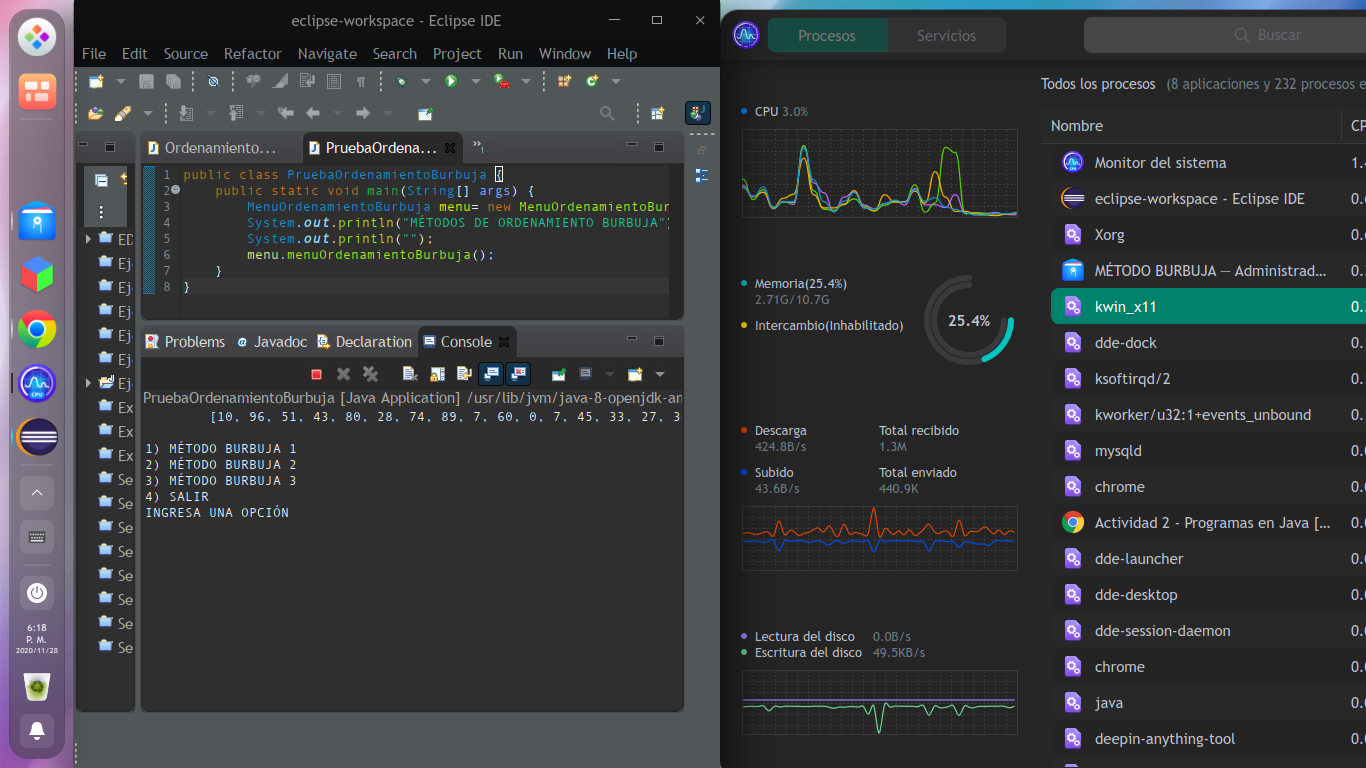 eclipse-workspace - Eclipse IDE
File Edit Source Refactor Navigate Search Project Run Window Help
Ordenamiento... PruebaOrdena... »1
1 public class PruebaOrdenamientoBurbuja {
2 public static void main(String[] args) {
3 MenuOrdenamientoBurbuja menu= new MenuOrdenamientoBur
4 System.out.println("MÉTODOS DE ORDENAMIENTO BURBUJA"
5 System.out.println("");
6 menu.menuOrdenamientoBurbuja();
7 }
8 }
ED
Eje
Eje
Eje
Eje
Eje
Eje
Ex
Ex
Ex
Se
Se
Se
Se
Se
Se
Se
Se
Problems Javadoc Declaration Console
PruebaOrdenamientoBurbuja [Java Application] /usr/lib/jvm/java-8-openjdk-an
[10, 96, 51, 43, 80, 28, 74, 89, 7, 60, 0, 7, 45, 33, 27, 3
1) MÉTODO BURBUJA 1
2) MÉTODO BURBUJA 2
3) MÉTODO BURBUJA 3
4) SALIR
INGRESA UNA OPCIÓN
CPU
6:18
P. M.
2020/11/28
Procesos Servicios Buscar
Todos los procesos (8 aplicaciones y 232 procesos e
CPU 3.0%
Memoria(25.4%)
2.71G/10.7G
Intercambio(Inhabilitado)
25.4%
Descarga Total recibido
424.8B/s 1.3M
Subido Total enviado
43.6B/s 440.9K
Lectura del disco 0.0B/s
Escritura del disco 49.5KB/s
Nombre CP
Monitor del sistema 1.4
eclipse-workspace - Eclipse IDE 0.
Xorg 0.
MÉTODO BURBUJA — Administrad... 0.
kwin_x11 0.
dde-dock 0.
ksoftirqd/2 0.
kworker/u32:1+events_unbound 0.
mysqld 0.
chrome 0.
Actividad 2 - Programas en Java [... 0.
dde-launcher 0.
dde-desktop 0.
dde-session-daemon 0.
chrome 0.
java 0.
deepin-anything-tool 0.